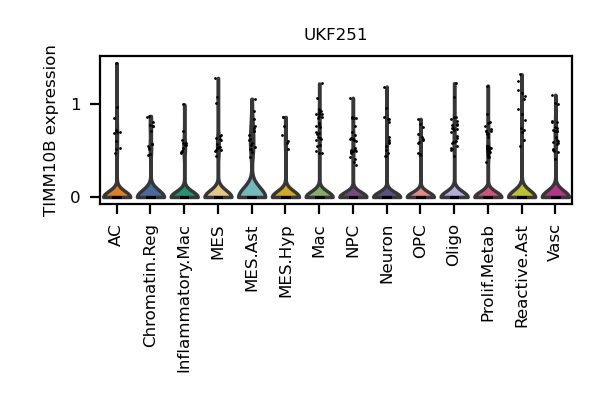 UKF251
TIMM10B expression
1
0
AC
Chromatin.Reg
Inflammatory.Mac
MES
MES.Ast
MES.Hyp
Mac
NPC
Neuron
OPC
Oligo
Prolif.Metab
Reactive.Ast
Vasc